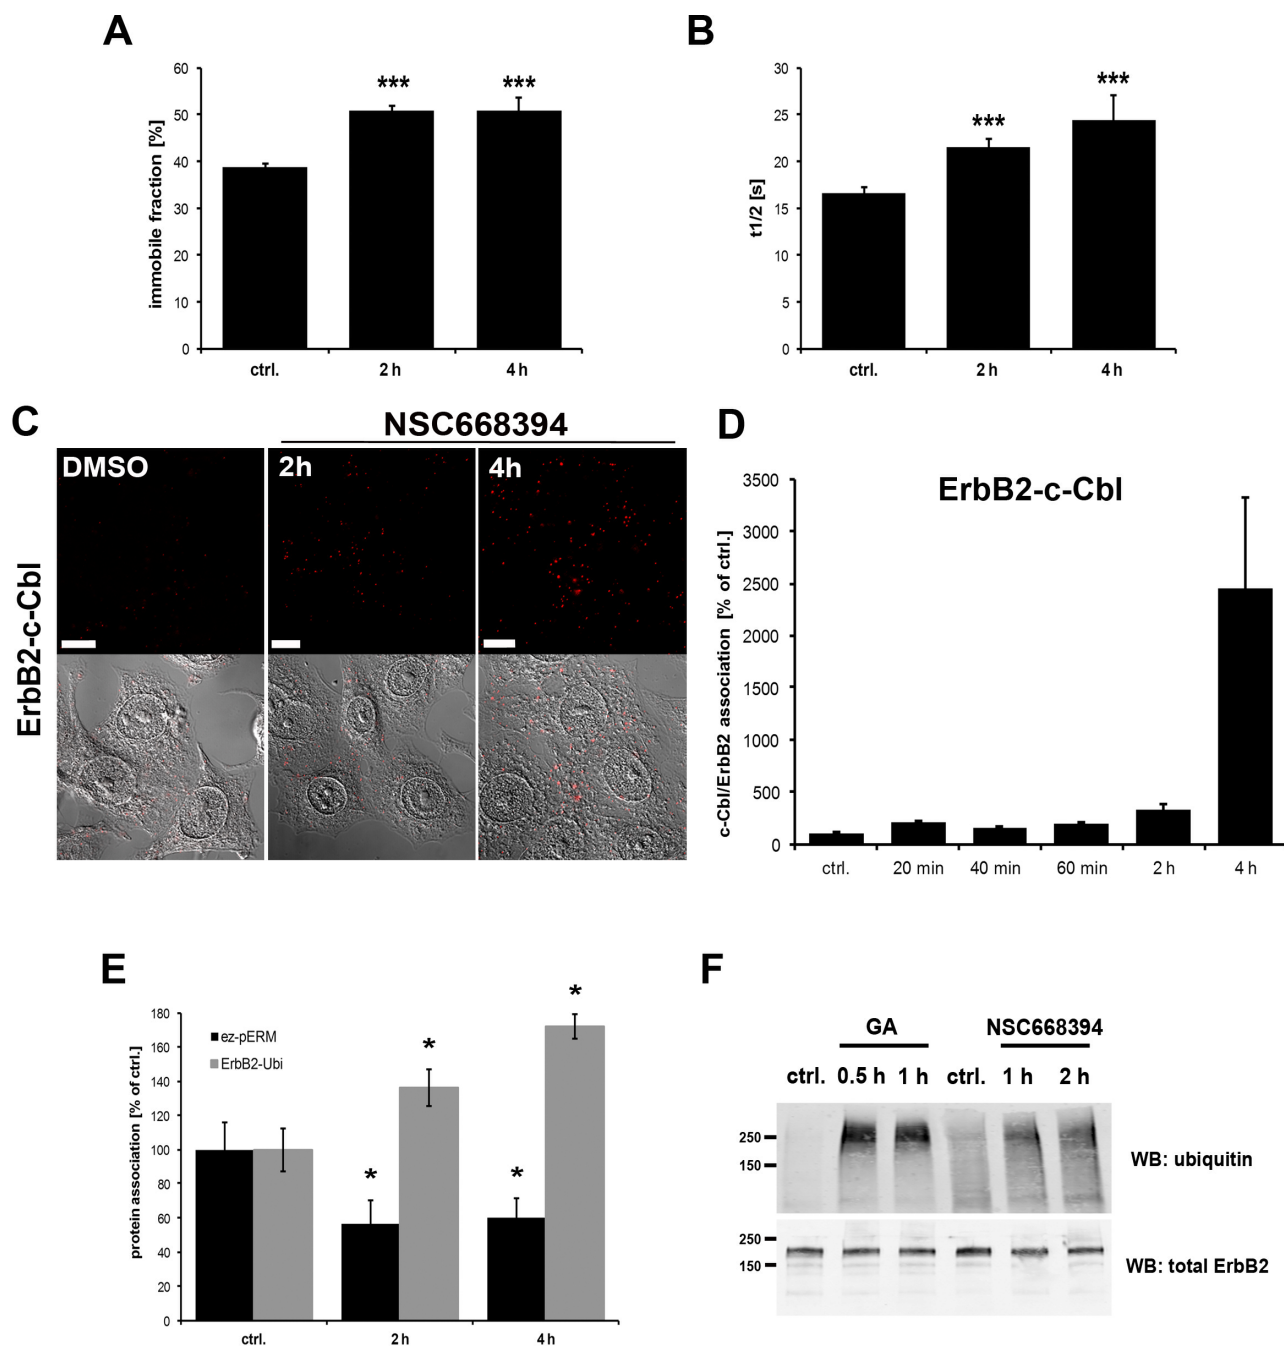 A
immobile fraction [%]
60
50
40
30
20
10
0
*** ***
ctrl. 2 h 4 h
B
t1/2 [s]
30
25
20
15
10
5
0
*** ***
ctrl. 2 h 4 h
C
NSC668394
ErbB2-c-Cbl
DMSO 2h 4h
D
ErbB2-c-Cbl
c-Cbl/ErbB2 association [% of ctrl.]
3500
3000
2500
2000
1500
1000
500
0
ctrl. 20 min 40 min 60 min 2 h 4 h
E
protein association [% of ctrl.]
180
160
140
120
100
80
60
40
20
0
ez-pERM
ErbB2-Ubi
* * * *
ctrl. 2 h 4 h
F
GA NSC668394
ctrl. 0.5 h 1 h ctrl. 1 h 2 h
250
150
WB: ubiquitin
250
150
WB: total ErbB2